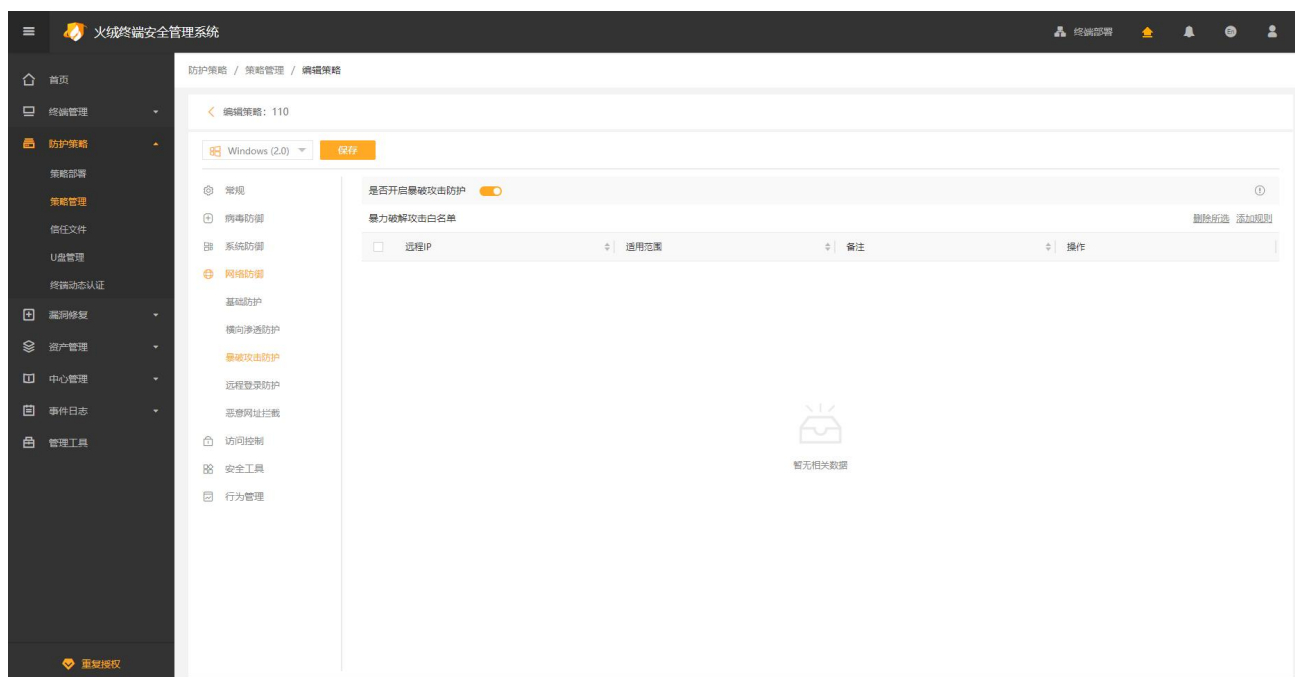 火绒终端安全管理系统
终端部署
首页
终端管理
防护策略
策略部署
策略管理
信任文件
U盘管理
终端动态认证
漏洞修复
资产管理
中心管理
事件日志
管理工具
重复授权
防护策略 / 策略管理 / 编辑策略
编辑策略：110
Windows (2.0)
保存
常规
病毒防御
系统防御
网络防御
基础防护
横向渗透防护
暴破攻击防护
远程登录防护
恶意网址拦截
访问控制
安全工具
行为管理
是否开启暴破攻击防护
暴力破解攻击白名单
删除所选 添加规则
远程IP 适用范围 备注 操作
暂无相关数据